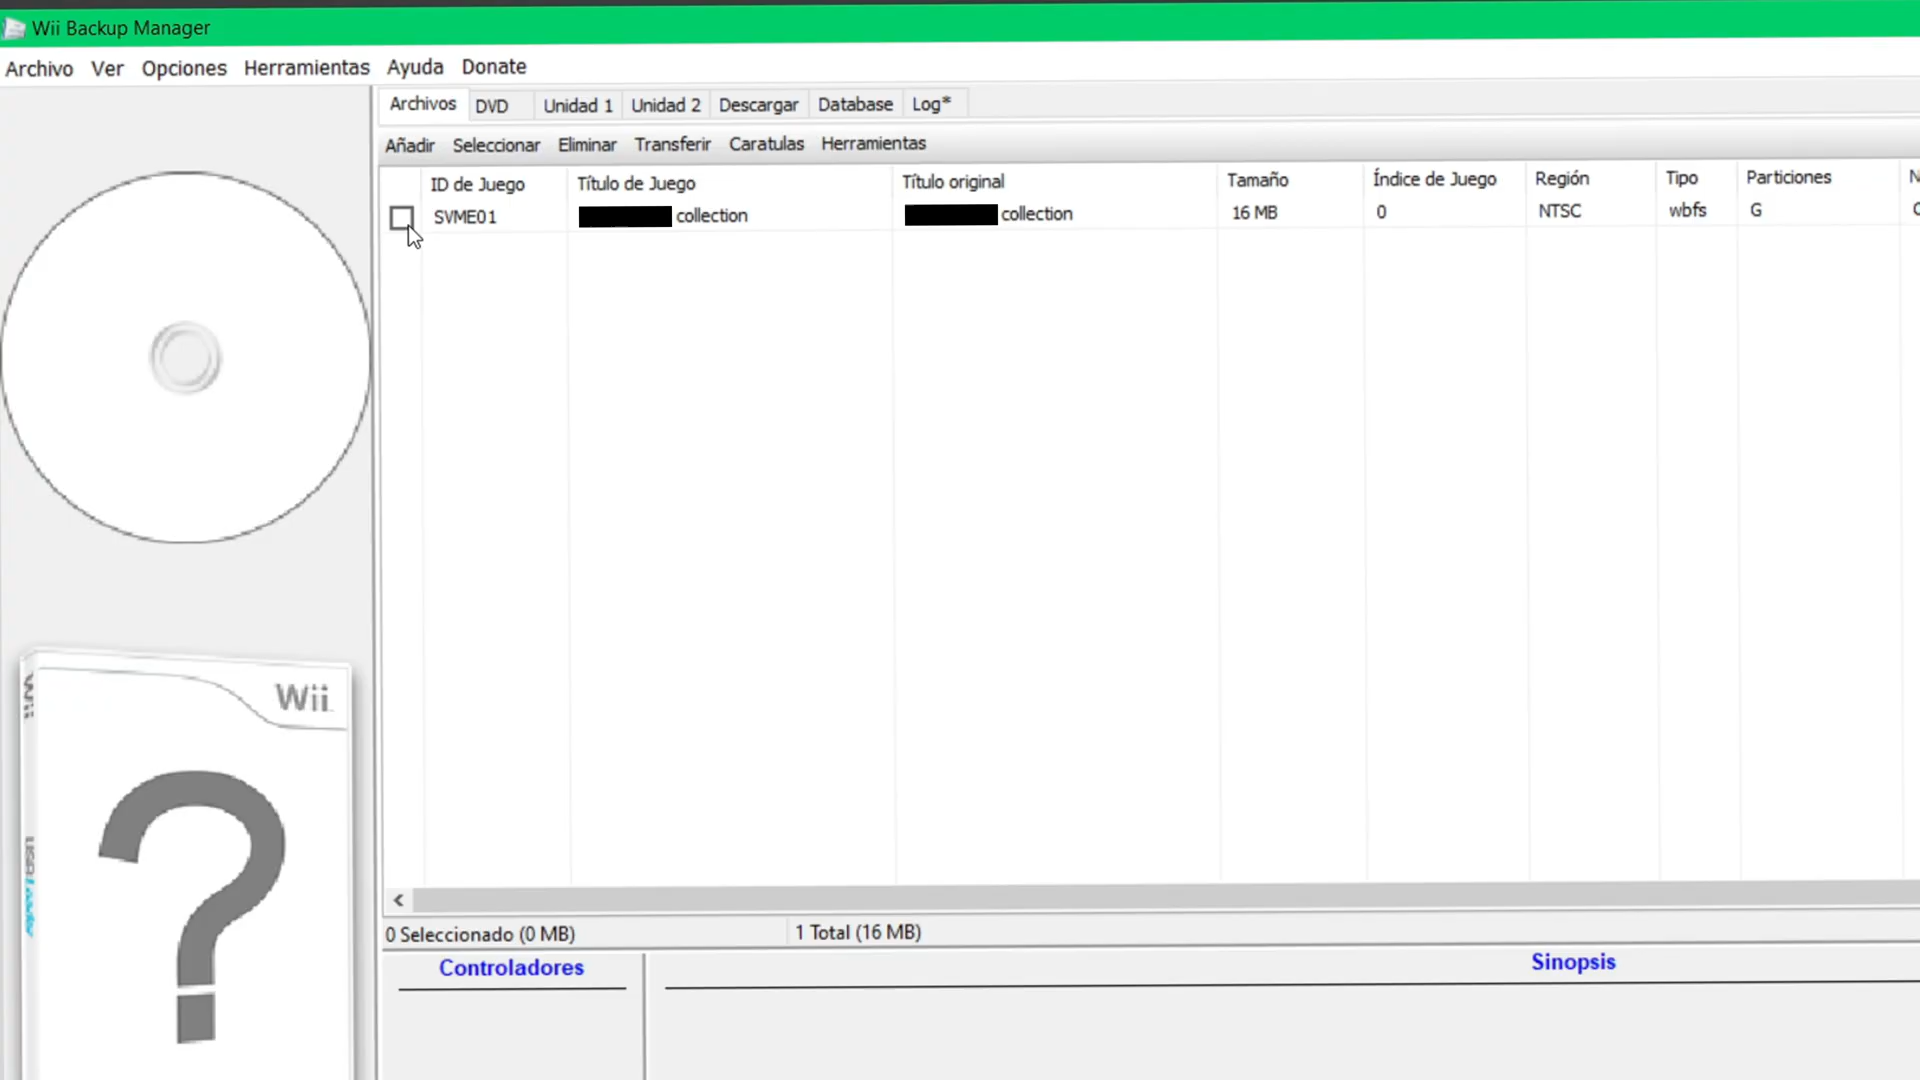 Wii Backup Manager
Archivo Ver Opciones Herramientas Ayuda Donate
Archivos DVD Unidad 1 Unidad 2 Descargar Database Log*
Añadir Seleccionar Eliminar Transferir Caratulas Herramientas
ID de Juego Título de Juego Título original Tamaño Índice de Juego Región Tipo Particiones
SVME01 collection collection 16 MB 0 NTSC wbfs G
Wii
Wii
USB Loader
?
0 Seleccionado (0 MB) 1 Total (16 MB)
Controladores Sinopsis